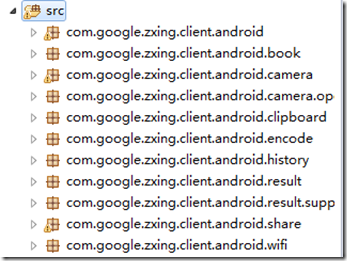 src
com.google.zxing.client.android
com.google.zxing.client.android.book
com.google.zxing.client.android.camera
com.google.zxing.client.android.camera.op
com.google.zxing.client.android.clipboard
com.google.zxing.client.android.encode
com.google.zxing.client.android.history
com.google.zxing.client.android.result
com.google.zxing.client.android.result.supp
com.google.zxing.client.android.share
com.google.zxing.client.android.wifi